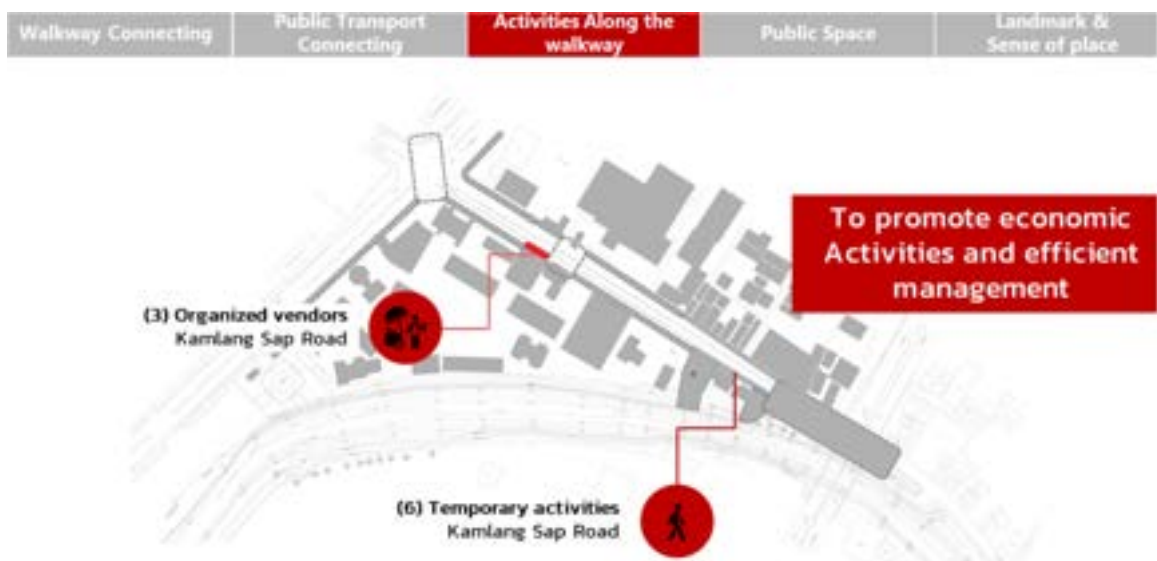 Walkway Connecting
Public Transport
Connecting
Activities Along the
walkway
Public Space
Landmark &
Sense of place
To promote economic
Activities and efficient
management
(3) Organized vendors
Kamlang Sap Road
(6) Temporary activities
Kamlang Sap Road